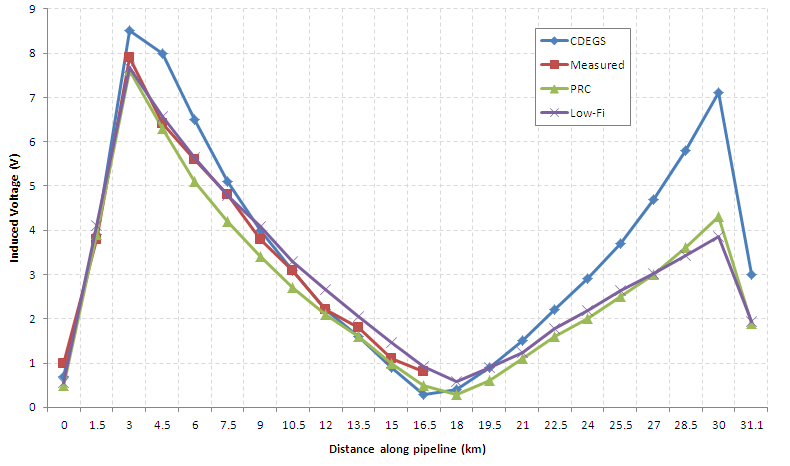 9
8
7
6
5
4
3
2
1
0
Induced Voltage (V)
CDEGS
Measured
PRC
Low-Fi
0 1.5 3 4.5 6 7.5 9 10.5 12 13.5 15 16.5 18 19.5 21 22.5 24 25.5 27 28.5 30 31.1
Distance along pipeline (km)